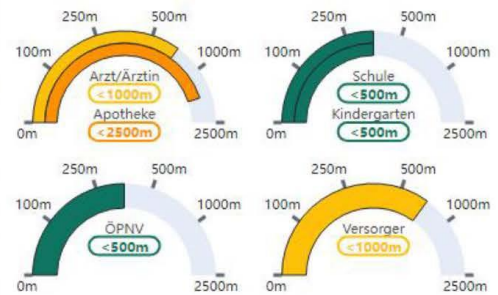 250m 500m
100m 1000m
Arzt/Ärztin
<1000m
Apotheke
<2500m
0m 2500m
250m 500m
100m 1000m
Schule
<500m
Kindergarten
<500m
0m 2500m
250m 500m
100m 1000m
ÖPNV
<500m
0m 2500m
250m 500m
100m 1000m
Versorger
<1000m
0m 2500m